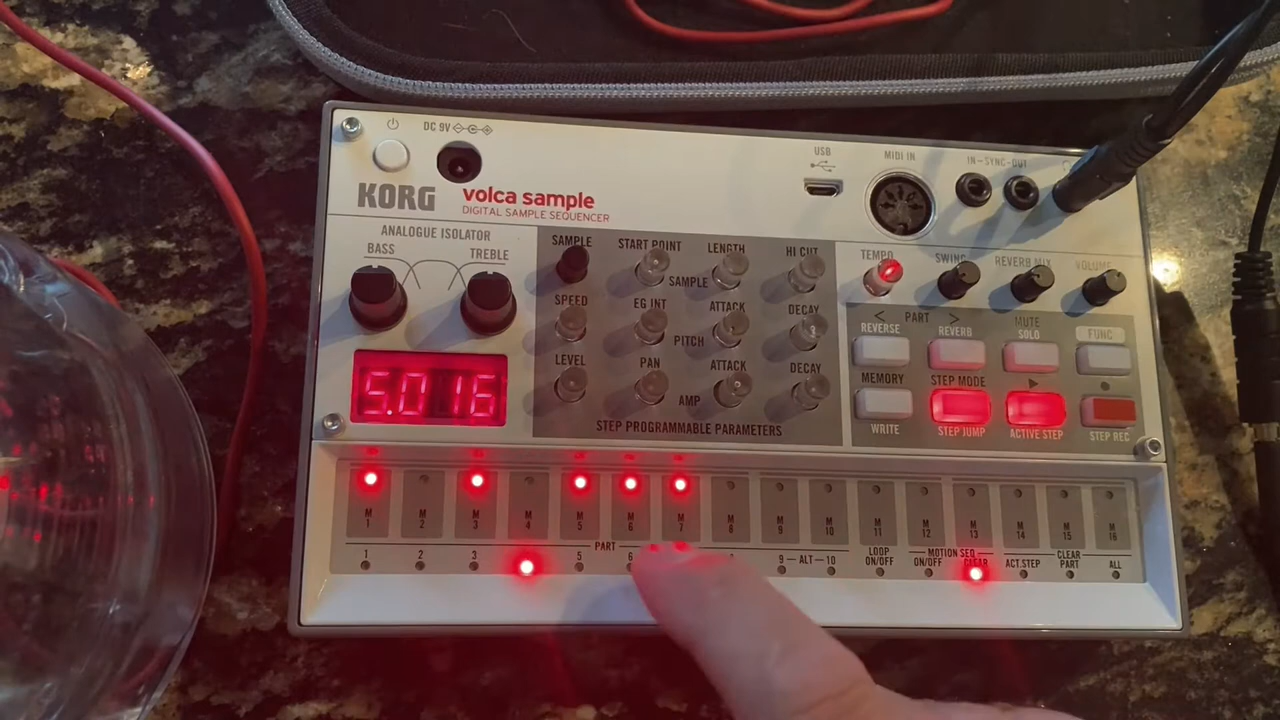 DC 9V
USB
MIDI IN
IN-SYNC-OUT
KORG
volca sample
DIGITAL SAMPLE SEQUENCER
ANALOGUE ISOLATOR
BASS
TREBLE
SAMPLE
START POINT
LENGTH
HI CUT
SAMPLE
SPEED
EG INT
ATTACK
DECAY
PITCH
LEVEL
PAN
ATTACK
DECAY
AMP
STEP PROGRAMMABLE PARAMETERS
TEMPO
SWING
REVERB MIX
VOLUME
< PART >
MUTE
REVERSE
REVERB
SOLO
FUNC
MEMORY
STEP MODE
WRITE
STEP JUMP
ACTIVE STEP
STEP REC
5.016
M 1
M 2
M 3
M 4
M 5
M 6
M 7
M 8
M 9
M 10
M 11
M 12
M 13
M 14
M 15
M 16
PART
1
2
3
5
6
9 - ALT - 10
LOOP ON/OFF
MOTION SEQ
ON/OFF
CLEAR
ACT.STEP
CLEAR
PART
ALL